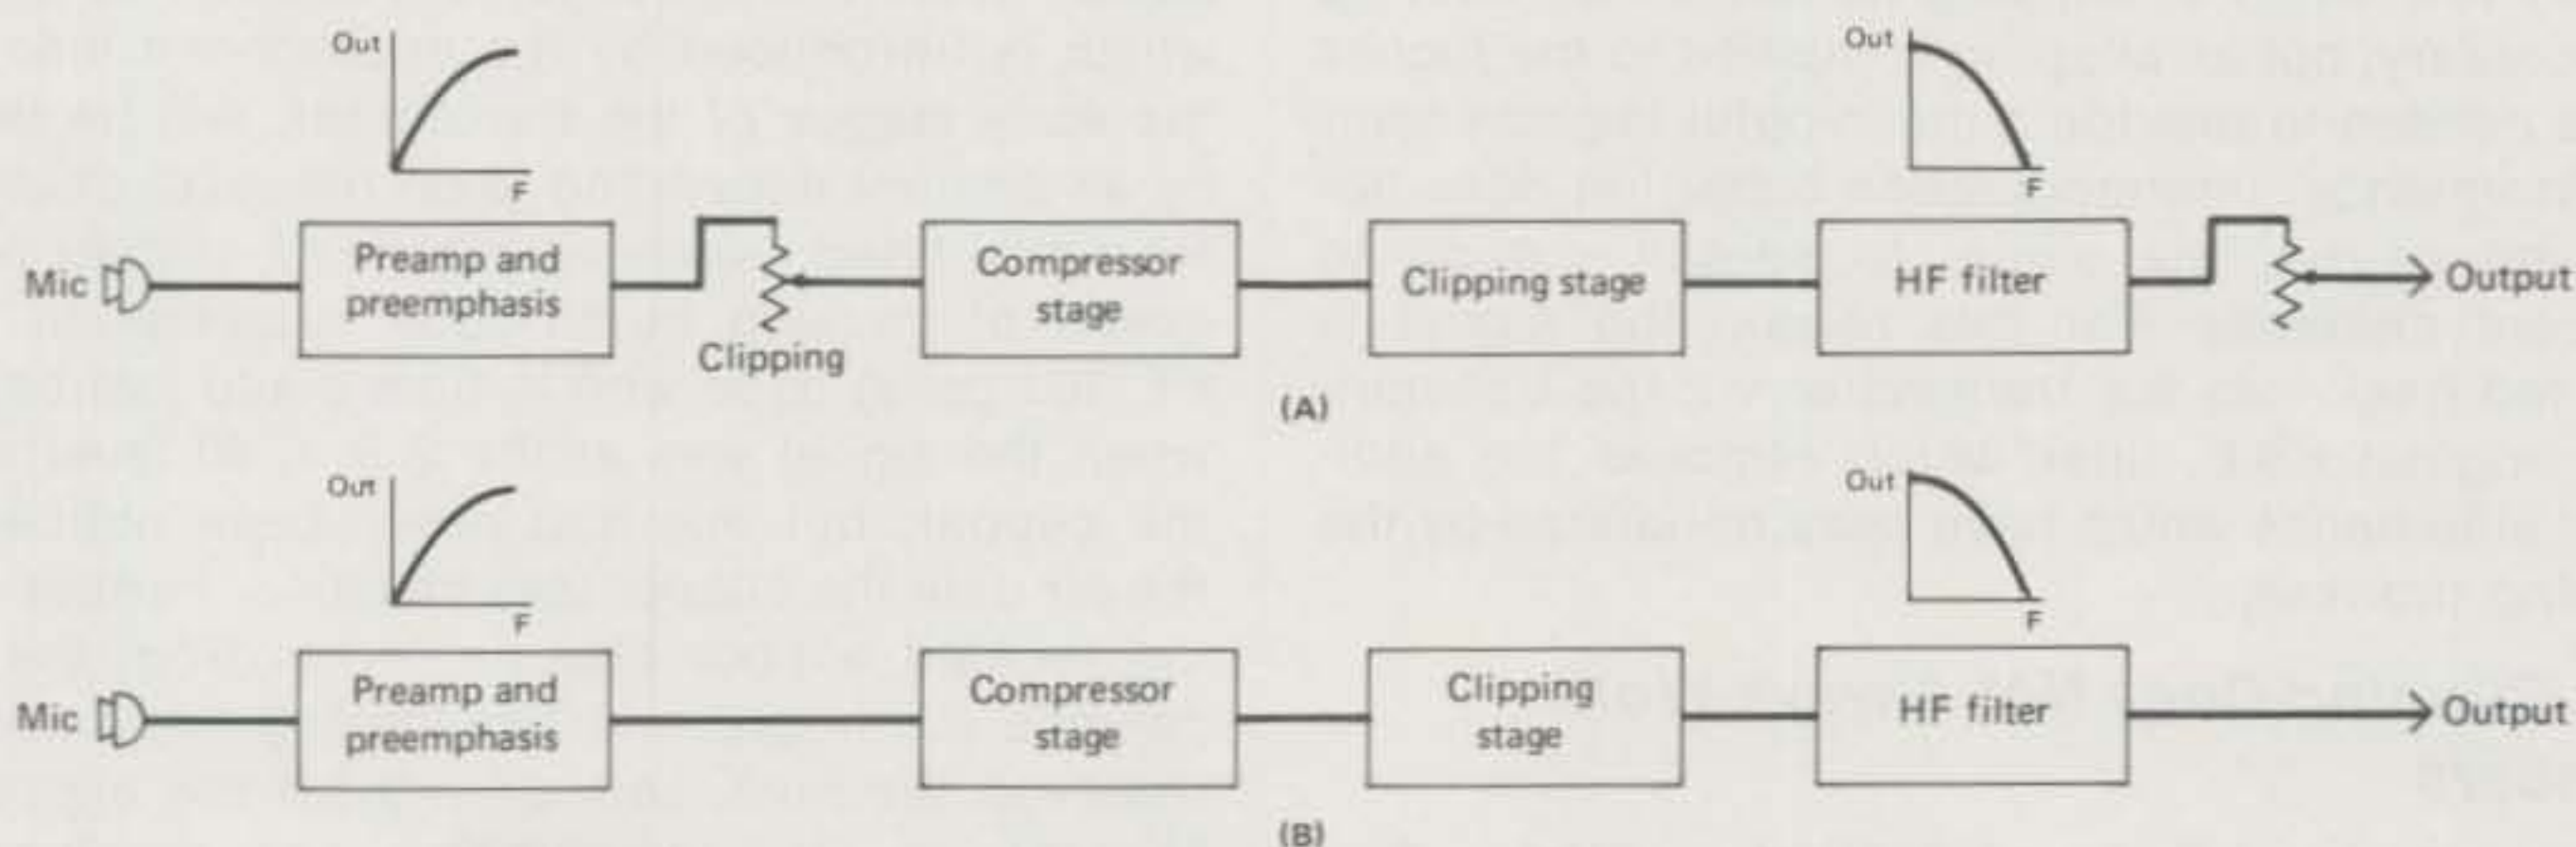 Out
F
Out
F
Mic
Preamp and
preemphasis
Clipping
Compressor
stage
Clipping stage
HF filter
Output
(A)
Out
F
Out
F
Mic
Preamp and
preemphasis
Compressor
stage
Clipping
stage
HF filter
Output
(B)